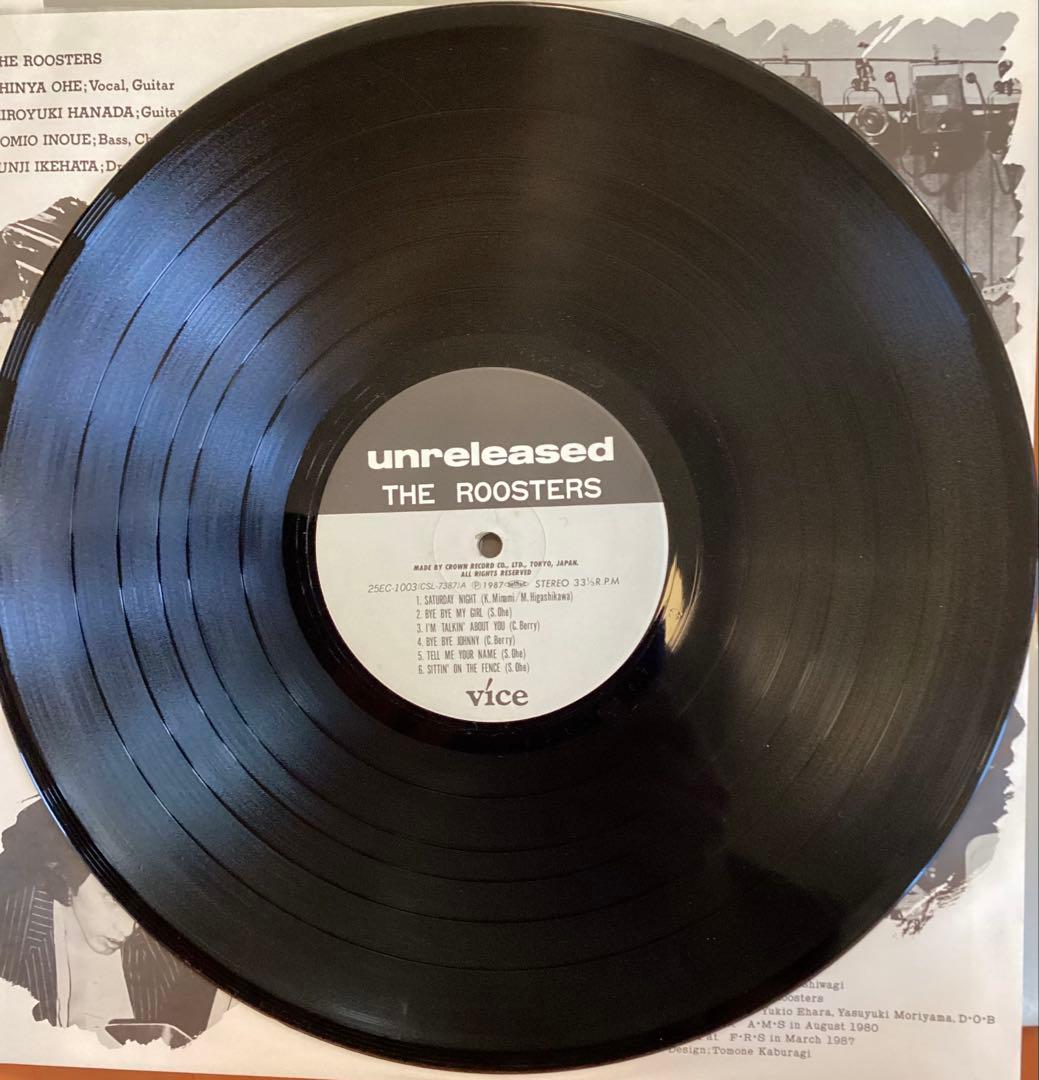 HE ROOSTERS
HINYA OHE; Vocal, Guitar
IROYUKI HANADA; Guitar
OMIO INOUE; Bass, Ch
UNJI IKEHATA; D
unreleased
THE ROOSTERS
MADE BY CROWN RECORD CO., LTD., TOKYO, JAPAN.
ALL RIGHTS RESERVED
25EC-1003 (CSL-7387) A Ⓟ1987 STEREO 33⅓ R.P.M
1. SATURDAY NIGHT (K. Minami/M. Higashikawa)
2. BYE BYE MY GIRL (S. Ohe)
3. I'M TALKIN' ABOUT YOU (C. Berry)
4. BYE BYE JOHNNY (C. Berry)
5. TELL ME YOUR NAME (S. Ohe)
6. SITTIN' ON THE FENCE (S. Ohe)
vice
shiwagi
oosters
Yukio Ehara, Yasuyuki Moriyama, D•O•B
A•M•S in August 1980
at F•R•S in March 1987
Design; Tomone Kaburagi